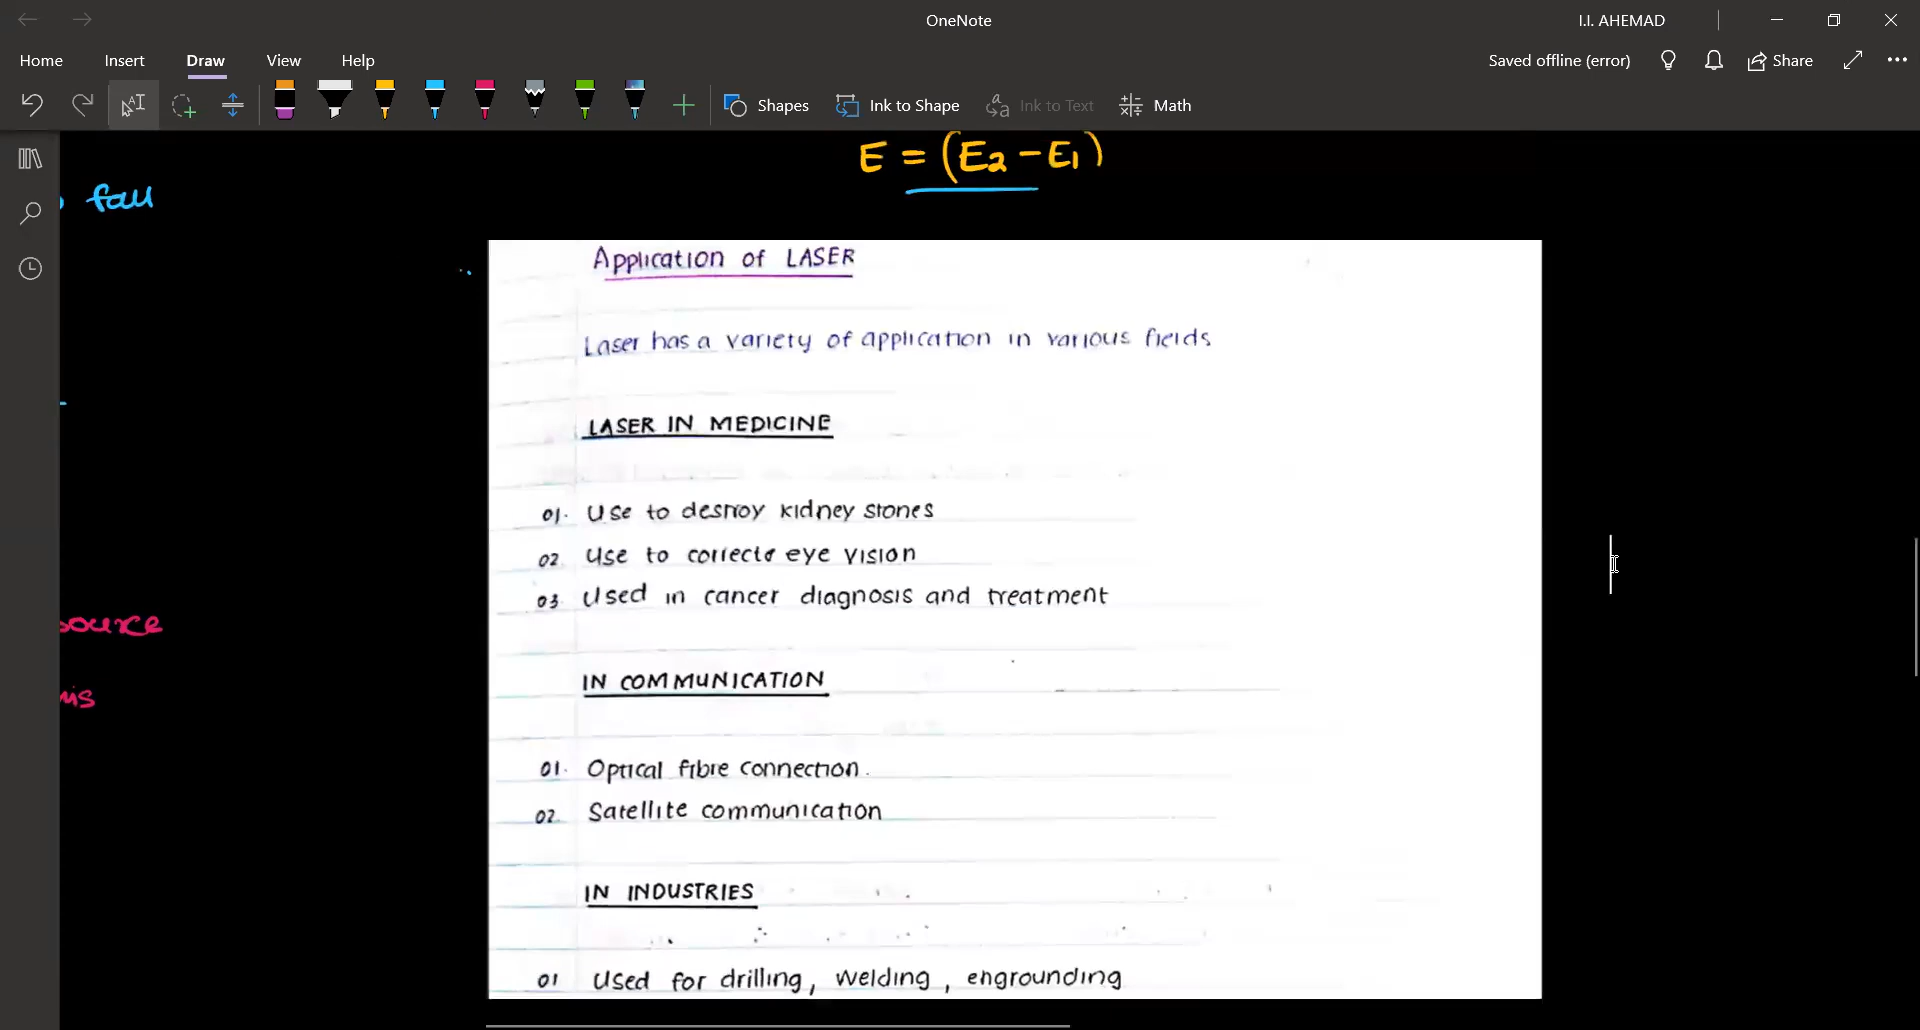 OneNote
I.I. AHEMAD
Home Insert Draw View Help
Saved offline (error)
Share
Shapes
Ink to Shape
Ink to Text
Math
E = (E2 - E1)
fall
Application of LASER
Laser has a variety of application in various fields
LASER IN MEDICINE
01. Use to destroy kidney stones
02 Use to correcte eye vision
03 Used in cancer diagnosis and treatment
source
IN COMMUNICATION
01. Optical fibre connection.
02 Satellite communication
IN INDUSTRIES
01 Used for drilling, welding, engrounding